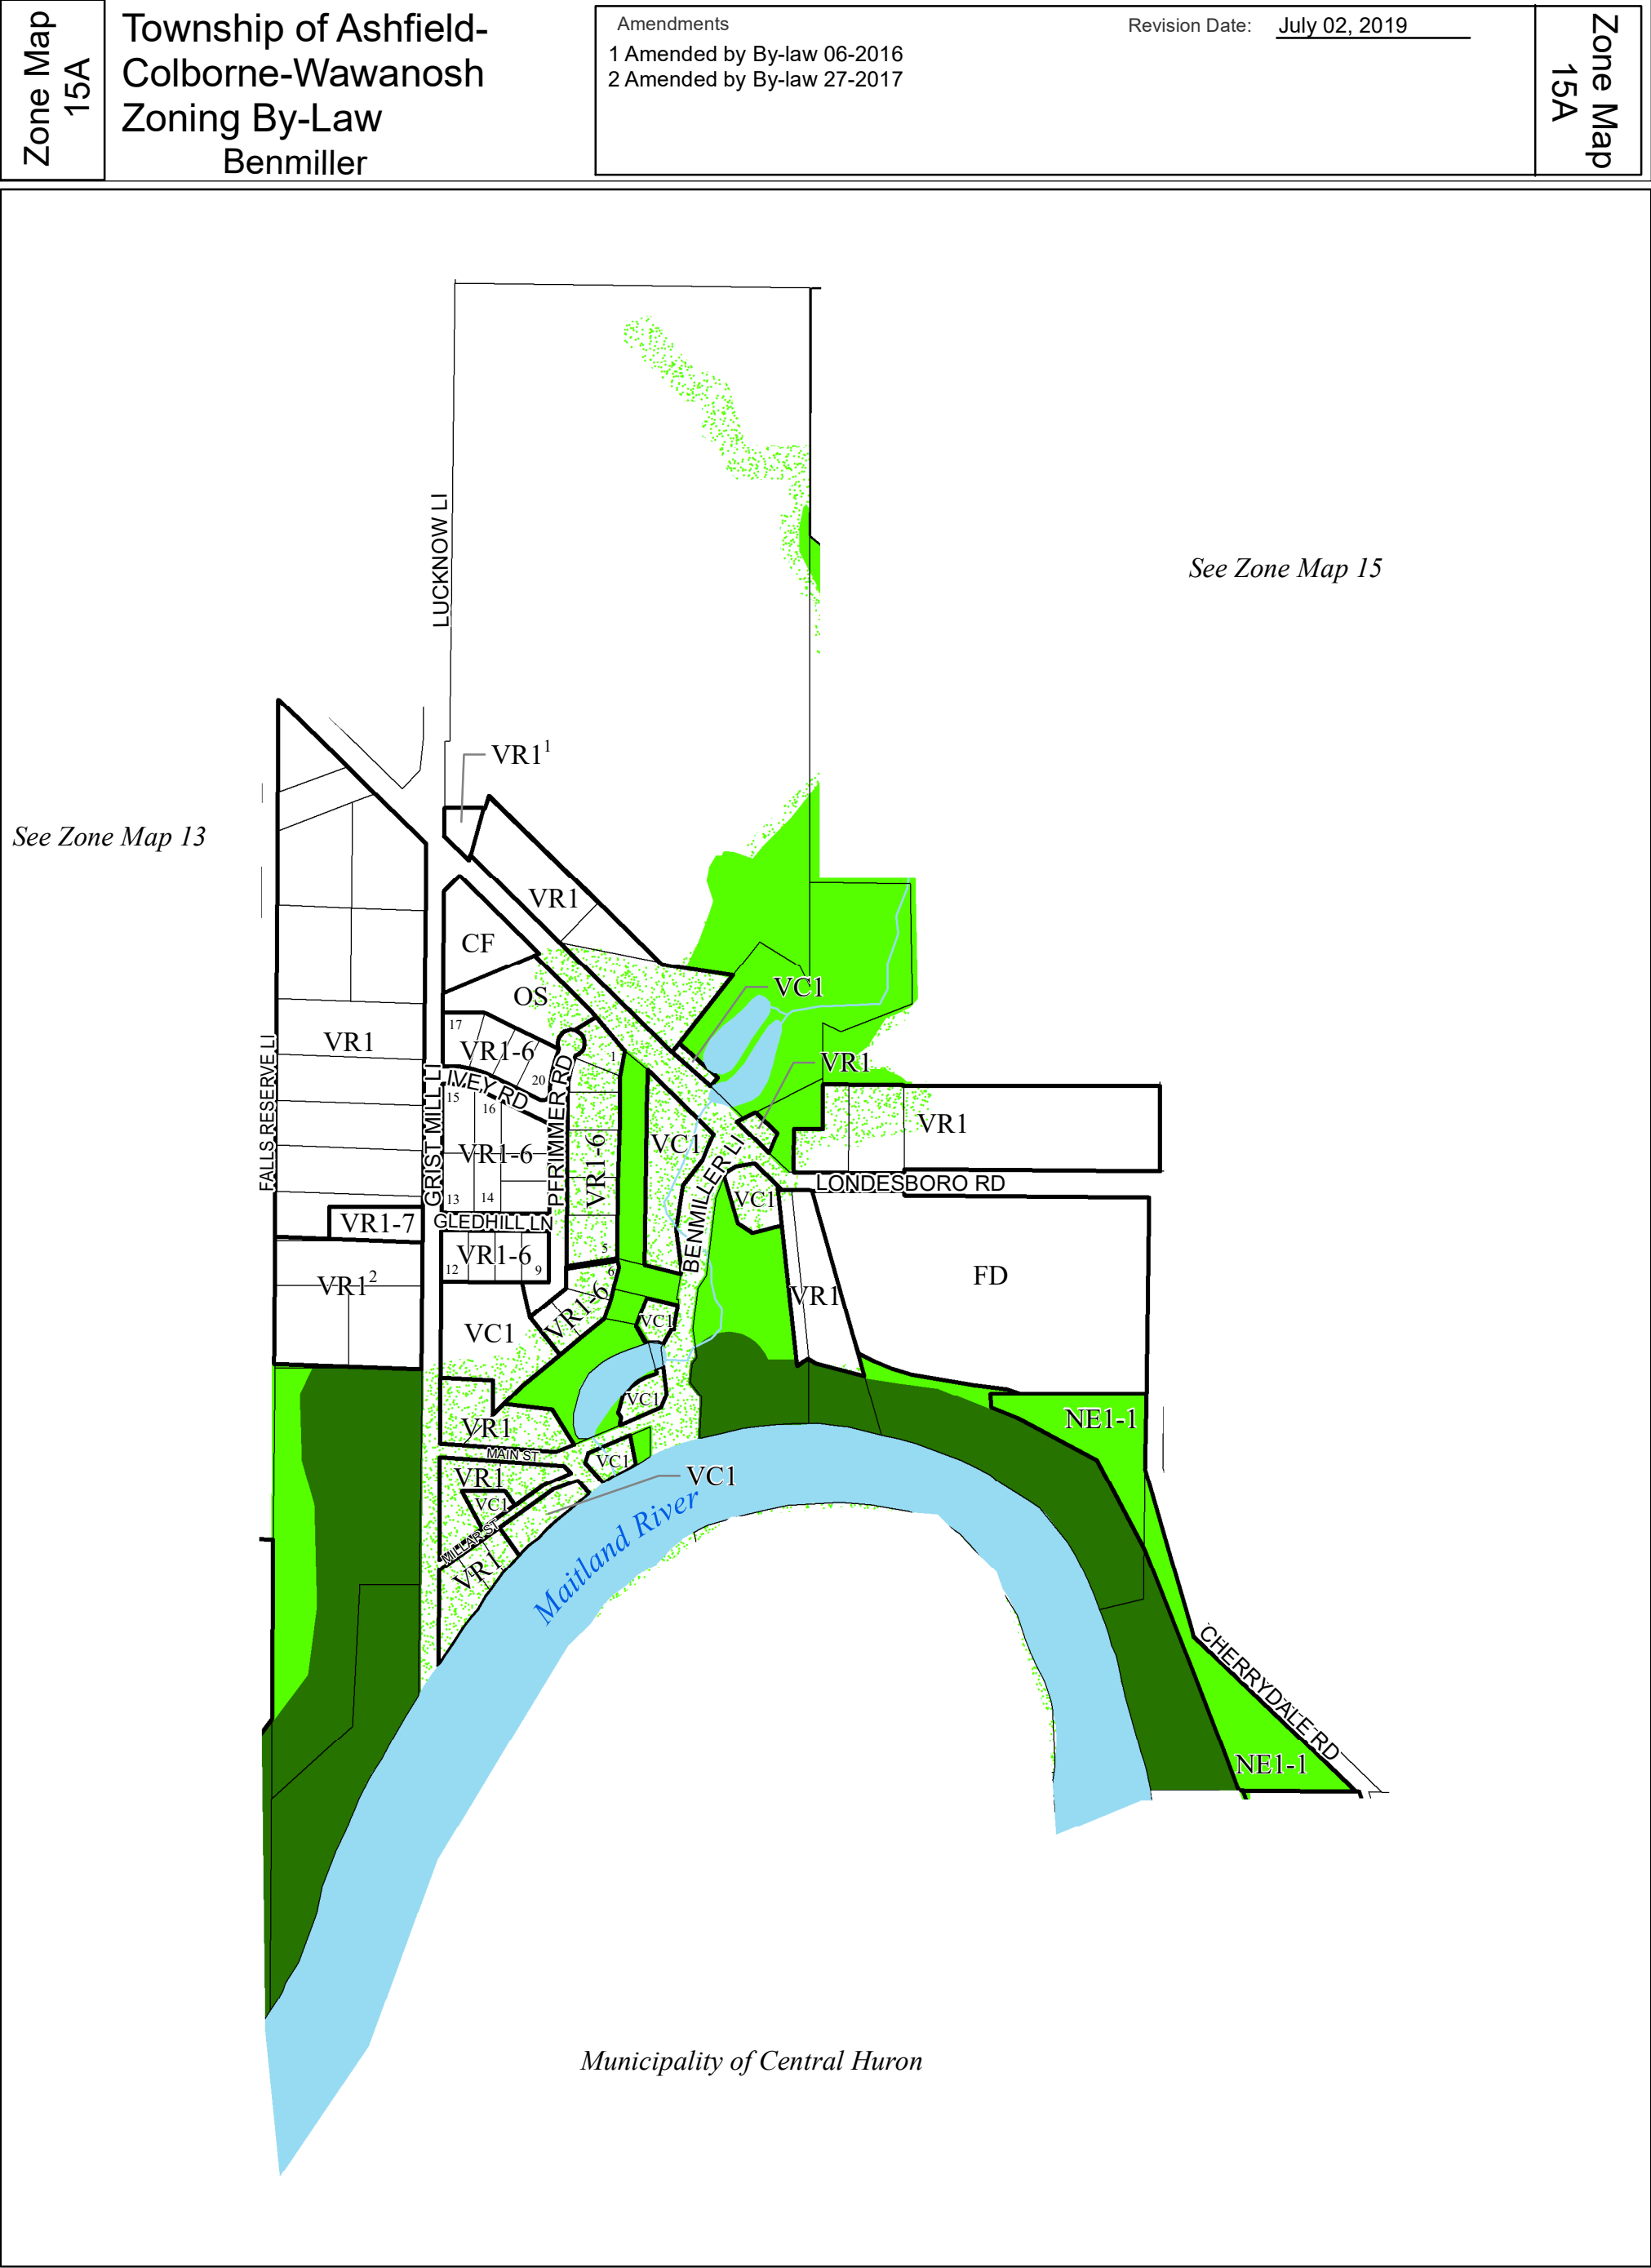 Zone Map
15A
Township of Ashfield-
Colborne-Wawanosh
Zoning By-Law
Benmiller
Amendments
1 Amended by By-law 06-2016
2 Amended by By-law 27-2017
Revision Date: July 02, 2019
Zone Map
15A
LUCKNOW LI
See Zone Map 15
VR1¹
See Zone Map 13
VR1
CF
VC1
OS
17
VR1
VR1-6
20
1
VR1
IVEY RD
15
16
VR1
FALLS RESERVE LI
GRIST MILL LI
PFRIMMER RD
VR1-6
VR1-6
VC1
BENMILLER LI
LONDESBORO RD
13
14
VC1
VR1-7
GLEDHILL LN
VR1-6
12
9
5
6
FD
VR1²
VR1-6
VR1
VC1
VC1
VC1
NE1-1
VR1
MAIN ST
VC1
VR1
VC1
VC1
MILLAR ST
VR1
Maitland River
CHERRYDALE RD
NE1-1
Municipality of Central Huron